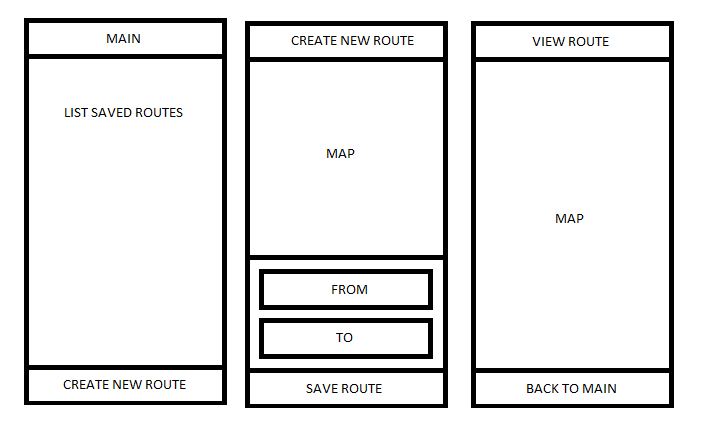 MAIN
LIST SAVED ROUTES
CREATE NEW ROUTE
CREATE NEW ROUTE
MAP
FROM
TO
SAVE ROUTE
VIEW ROUTE
MAP
BACK TO MAIN